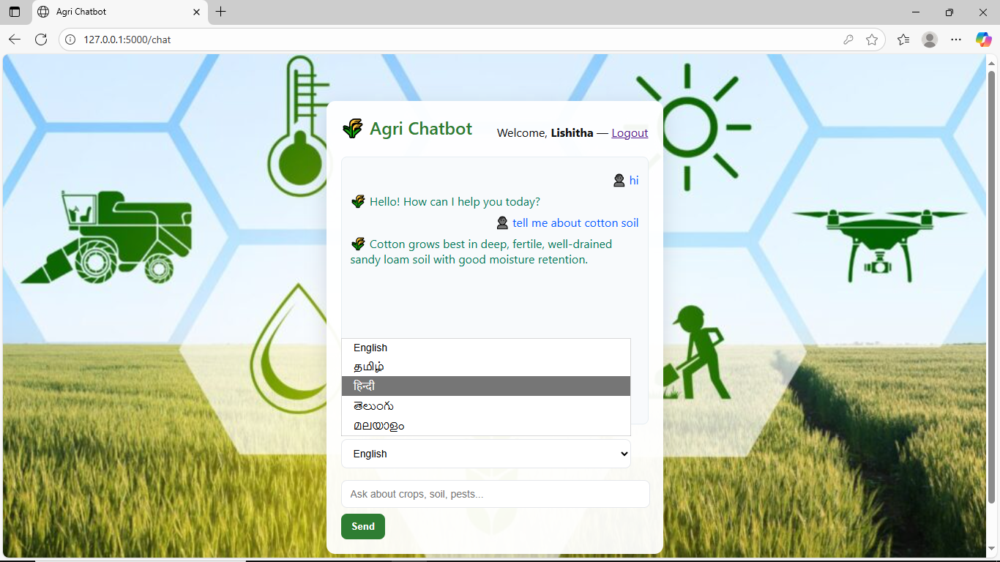 Agri Chatbot
127.0.0.1:5000/chat
Agri Chatbot
Welcome, Lishitha — Logout
hi
Hello! How can I help you today?
tell me about cotton soil
Cotton grows best in deep, fertile, well-drained
sandy loam soil with good moisture retention.
English
தமிழ்
हिन्दी
తెలుగు
മലയാളം
English
Ask about crops, soil, pests...
Send